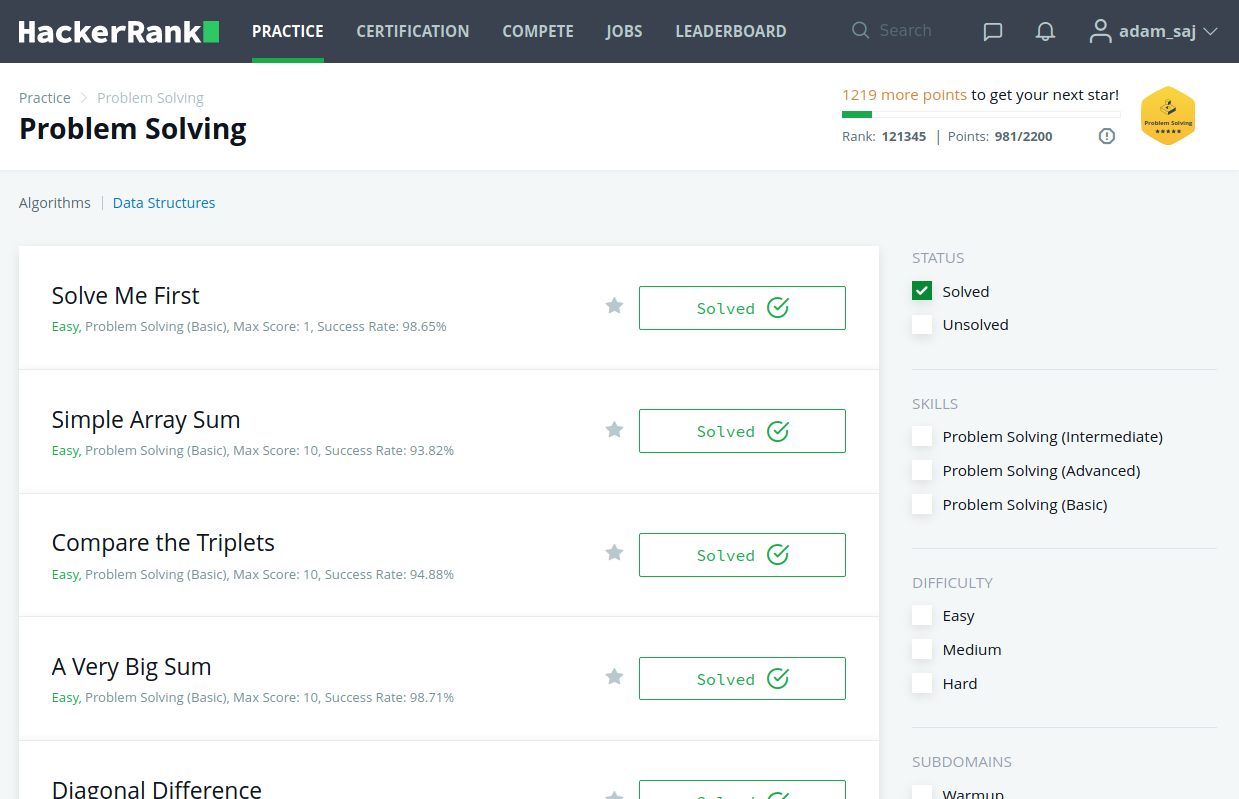 HackerRank PRACTICE CERTIFICATION COMPETE JOBS LEADERBOARD Search adam_saj
Practice Problem Solving
Problem Solving
1219 more points to get your next star!
Rank: 121345 | Points: 981/2200
Problem Solving
Algorithms | Data Structures
Solve Me First
Easy, Problem Solving (Basic), Max Score: 1, Success Rate: 98.65%
Solved
Simple Array Sum
Easy, Problem Solving (Basic), Max Score: 10, Success Rate: 93.82%
Solved
Compare the Triplets
Easy, Problem Solving (Basic), Max Score: 10, Success Rate: 94.88%
Solved
A Very Big Sum
Easy, Problem Solving (Basic), Max Score: 10, Success Rate: 98.71%
Solved
Diagonal Difference
Solved
STATUS
Solved
Unsolved
SKILLS
Problem Solving (Intermediate)
Problem Solving (Advanced)
Problem Solving (Basic)
DIFFICULTY
Easy
Medium
Hard
SUBDOMAINS
Warmup